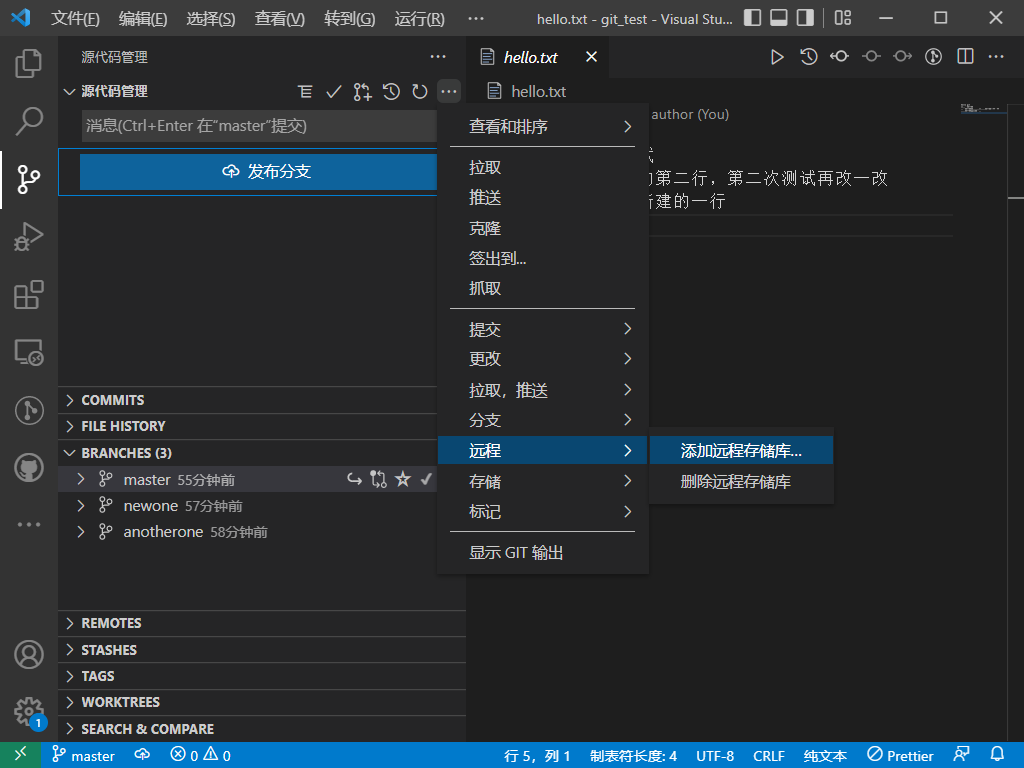 文件(F) 编辑(E) 选择(S) 查看(V) 转到(G) 运行(R) ··· hello.txt - git_test - Visual Stu...
源代码管理
hello.txt
源代码管理
hello.txt
消息(Ctrl+Enter 在"master"提交)
author (You)
发布分支
的第二行，第二次测试再改一改
新建的一行
查看和排序
拉取
推送
克隆
签出到...
抓取
提交
更改
拉取，推送
分支
远程
存储
标记
显示 GIT 输出
添加远程存储库...
删除远程存储库
COMMITS
FILE HISTORY
BRANCHES (3)
master 55分钟前
newone 57分钟前
anotherone 58分钟前
REMOTES
STASHES
TAGS
WORKTREES
SEARCH & COMPARE
1
master 0 0 行 5，列 1 制表符长度: 4 UTF-8 CRLF 纯文本 Prettier